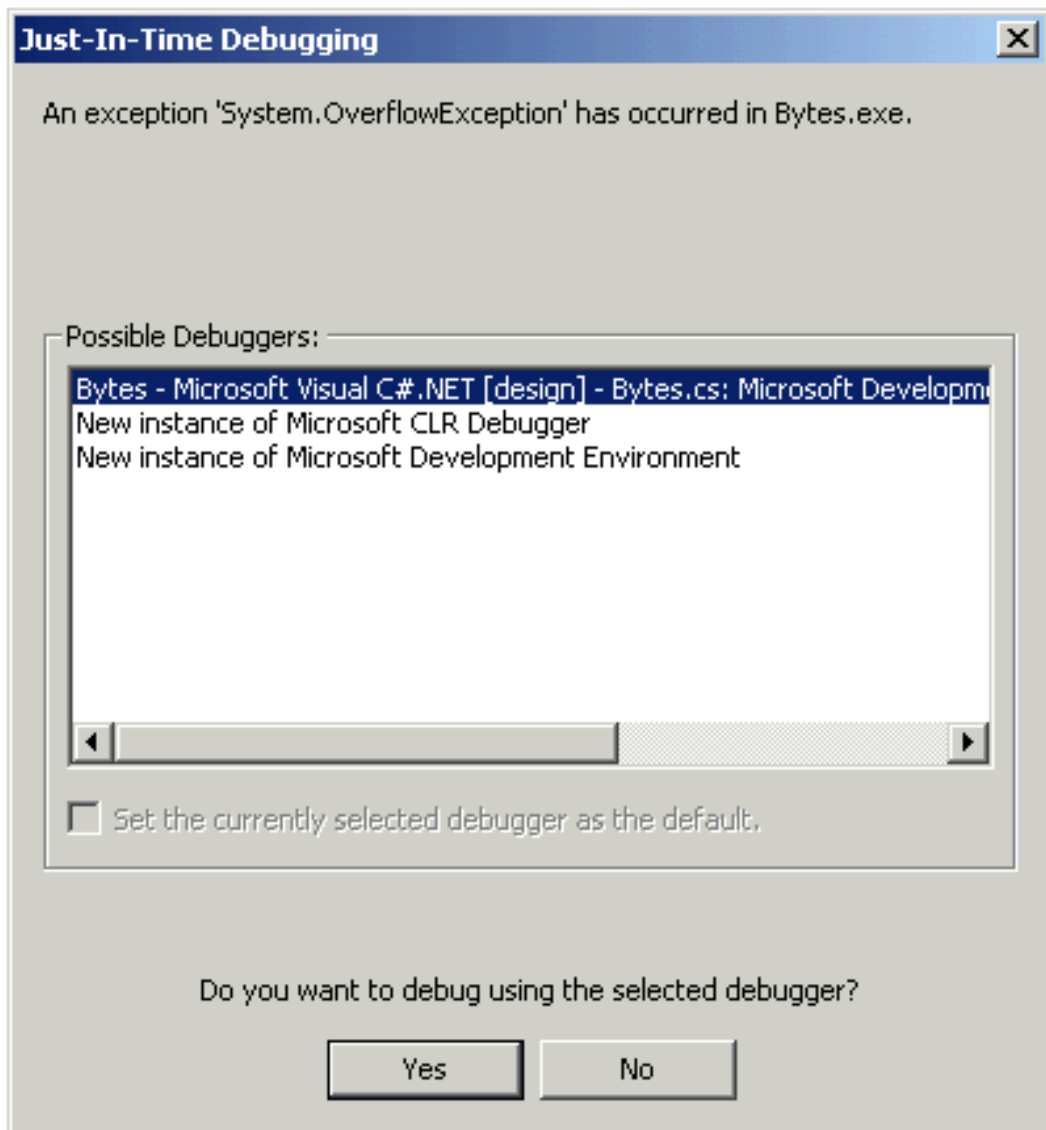 Just-In-Time Debugging
An exception 'System.OverflowException' has occurred in Bytes.exe.
Possible Debuggers:
Bytes - Microsoft Visual C#.NET [design] - Bytes.cs: Microsoft
New instance of Microsoft CLR Debugger
New instance of Microsoft Development Environment
Set the currently selected debugger as the default.
Do you want to debug using the selected debugger?
Yes No